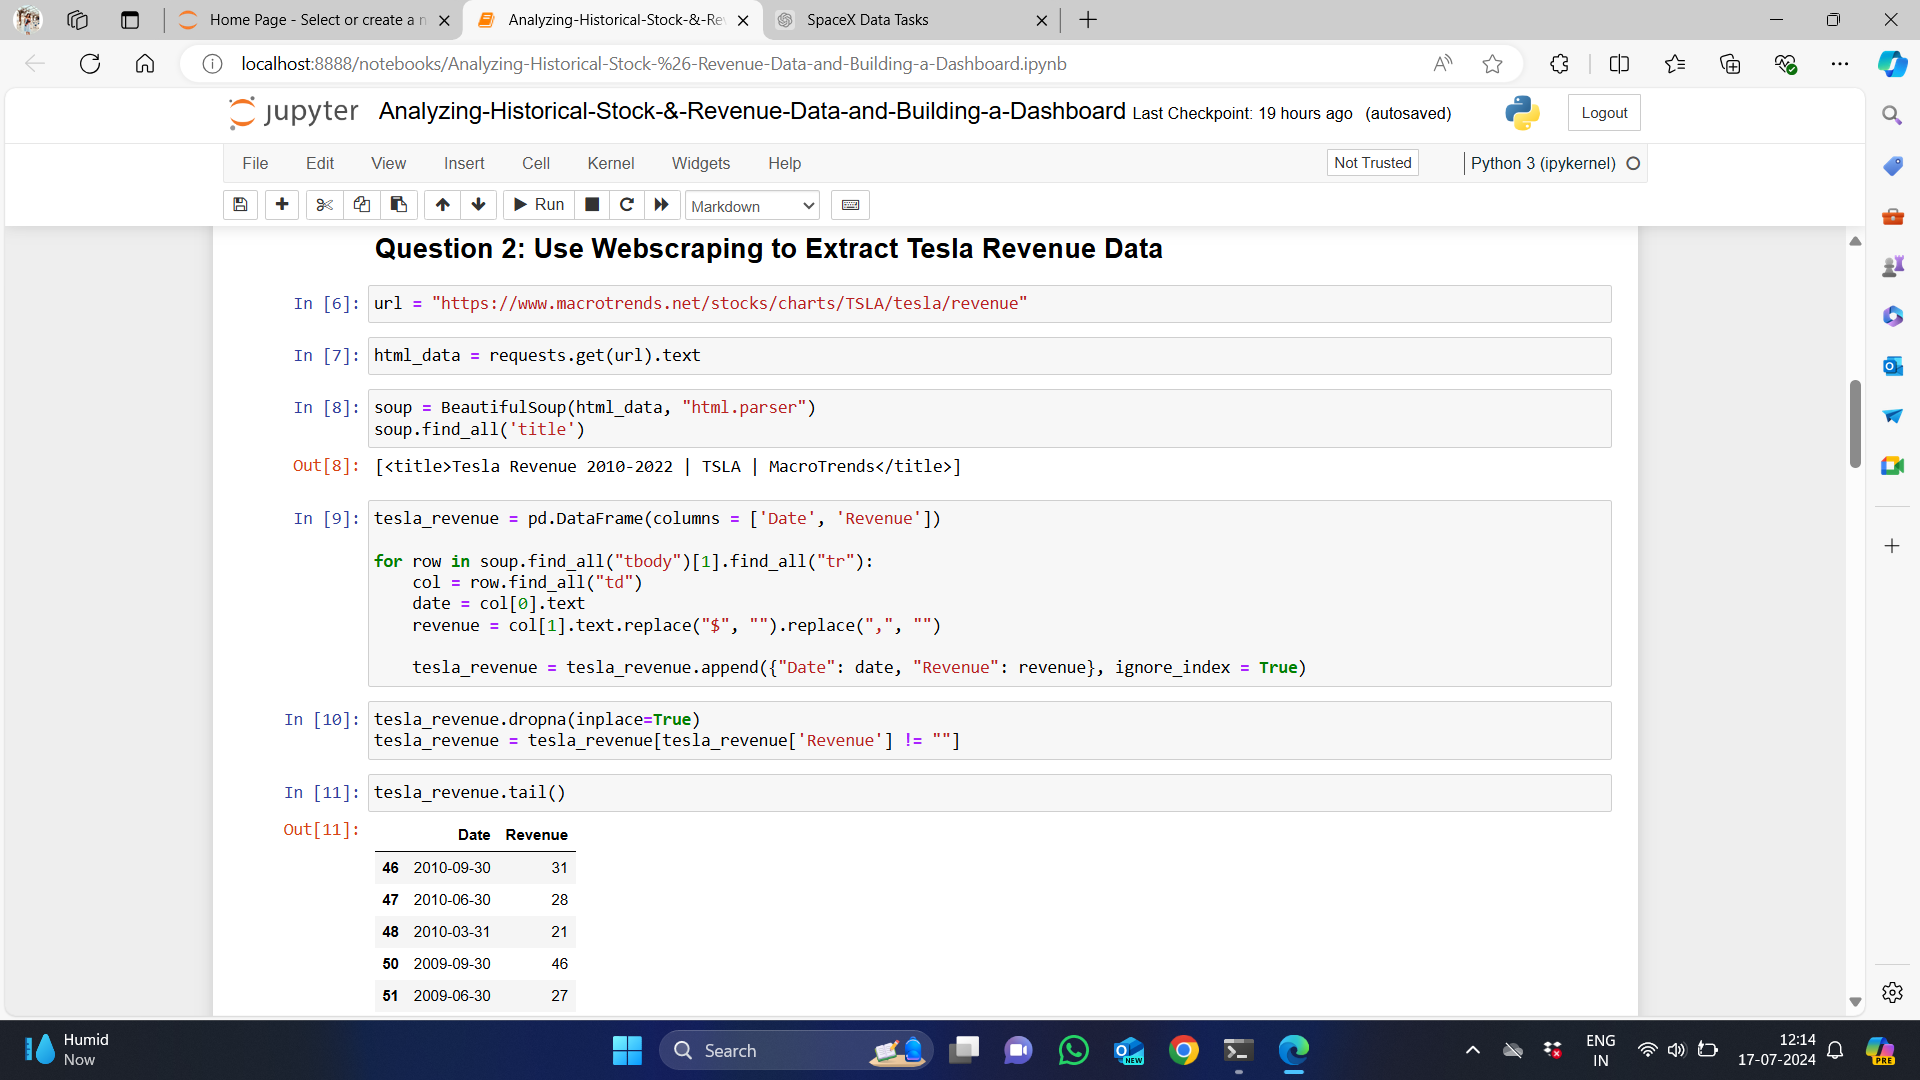 Home Page - Select or create a n
Analyzing-Historical-Stock-&-Re
SpaceX Data Tasks
localhost:8888/notebooks/Analyzing-Historical-Stock-%26-Revenue-Data-and-Building-a-Dashboard.ipynb
jupyter Analyzing-Historical-Stock-&-Revenue-Data-and-Building-a-Dashboard Last Checkpoint: 19 hours ago (autosaved)
Logout
File Edit View Insert Cell Kernel Widgets Help
Not Trusted
Python 3 (ipykernel)
Run
Markdown
Question 2: Use Webscraping to Extract Tesla Revenue Data
In [6]: url = "https://www.macrotrends.net/stocks/charts/TSLA/tesla/revenue"
In [7]: html_data = requests.get(url).text
In [8]: soup = BeautifulSoup(html_data, "html.parser")
soup.find_all('title')
Out[8]: [<title>Tesla Revenue 2010-2022 | TSLA | MacroTrends</title>]
In [9]: tesla_revenue = pd.DataFrame(columns = ['Date', 'Revenue'])
for row in soup.find_all("tbody")[1].find_all("tr"):
col = row.find_all("td")
date = col[0].text
revenue = col[1].text.replace("$", "").replace(",", "")
tesla_revenue = tesla_revenue.append({"Date": date, "Revenue": revenue}, ignore_index = True)
In [10]: tesla_revenue.dropna(inplace=True)
tesla_revenue = tesla_revenue[tesla_revenue['Revenue'] != ""]
In [11]: tesla_revenue.tail()
Out[11]:
Date Revenue
46 2010-09-30 31
47 2010-06-30 28
48 2010-03-31 21
50 2009-09-30 46
51 2009-06-30 27
Humid
Now
Search
NEW
ENG
IN
12:14
17-07-2024
PRE